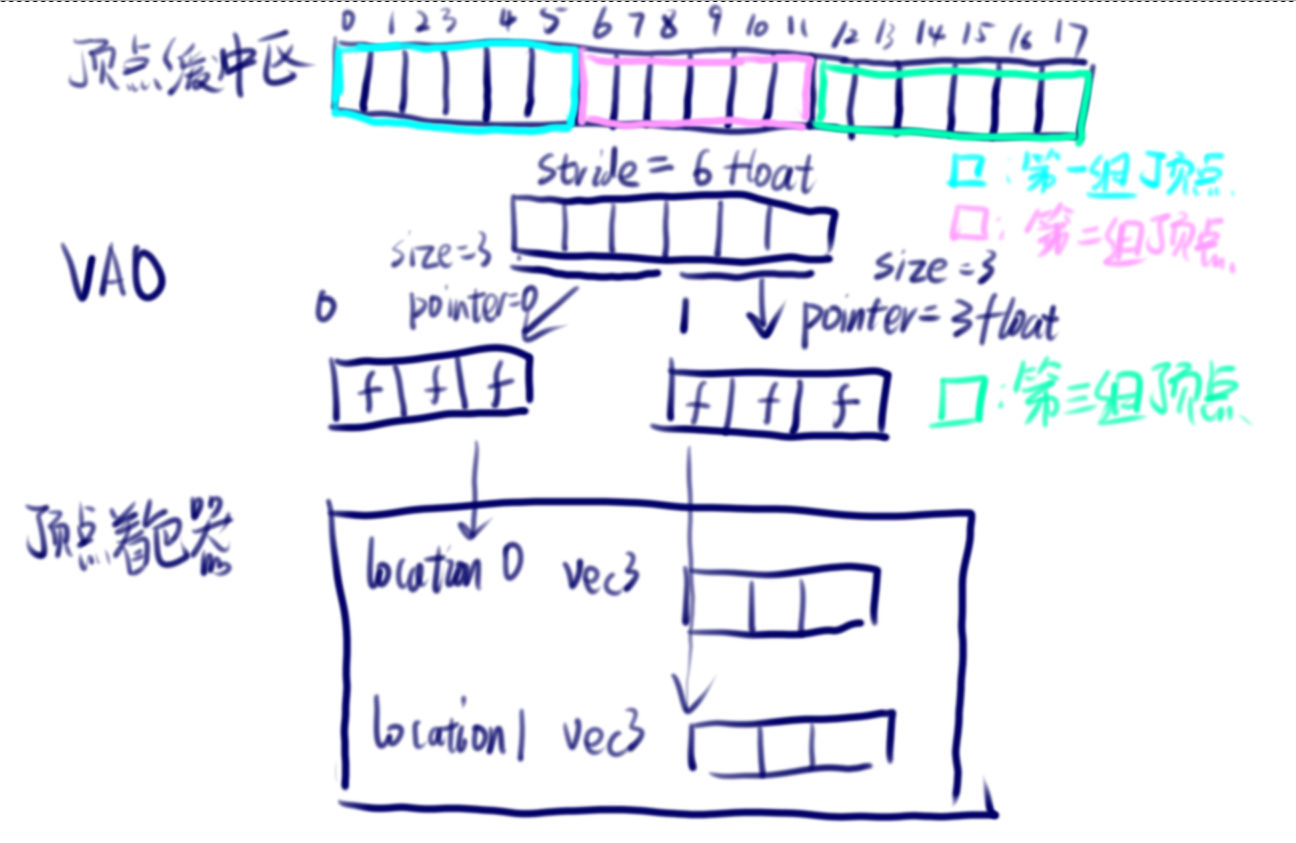 0 1 2 3 4 5 6 7 8 9 10 11 12 13 14 15 16 17
顶点缓冲区
stride = 6 float
□：第一组顶点
□：第二组顶点
VAO
size=3
size=3
0
pointer=0
1
pointer=3float
f f f
f f f
□：第三组顶点
顶点着色器
location 0 vec3
location 1 vec3